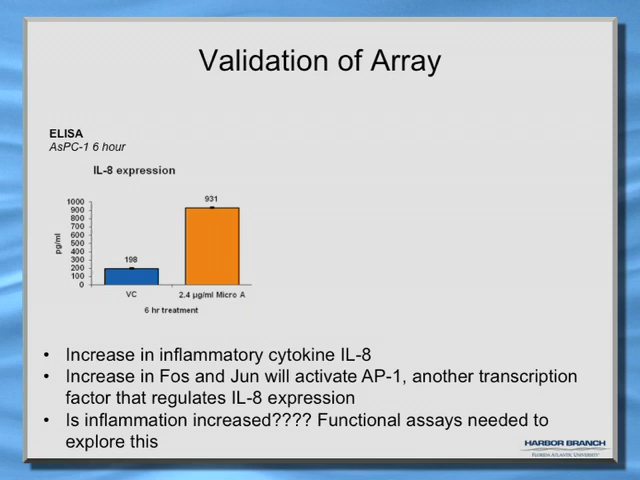 Validation of Array
ELISA
AsPC-1 6 hour
IL-8 expression
pg/ml
1000
900
800
700
600
500
400
300
200
100
0
198
931
VC
2.4 µg/ml Micro A
6 hr treatment
• Increase in inflammatory cytokine IL-8
• Increase in Fos and Jun will activate AP-1, another transcription
factor that regulates IL-8 expression
• Is inflammation increased???? Functional assays needed to
explore this
HARBOR BRANCH
FLORIDA ATLANTIC UNIVERSITY